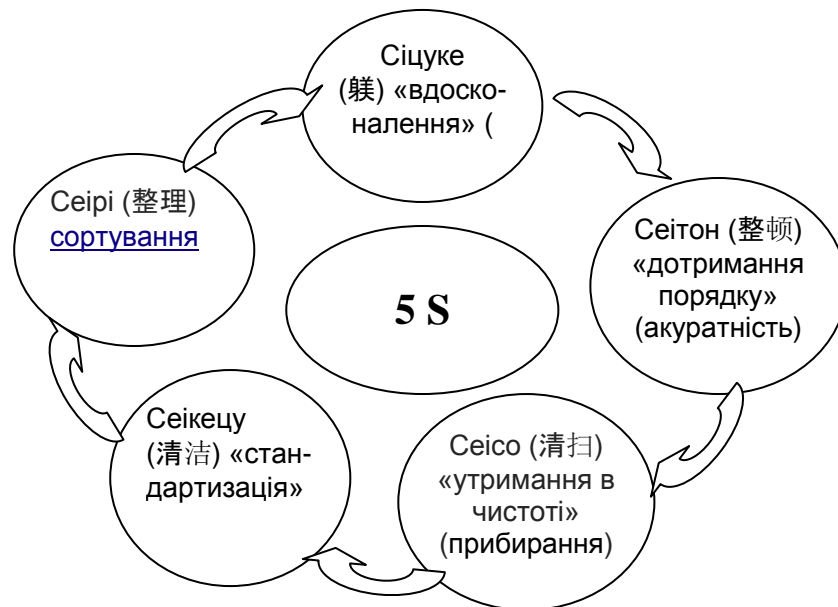 Сіцуке
(躾) «вдоско-
налення» (
Сеірі (整理)
сортування
Сеітон (整顿)
«дотримання
порядку»
(акуратність)
5 S
Сеікецу
(清洁) «стан-
дартизація»
Сеісо (清扫)
«утримання в
чистоті»
(прибирання)